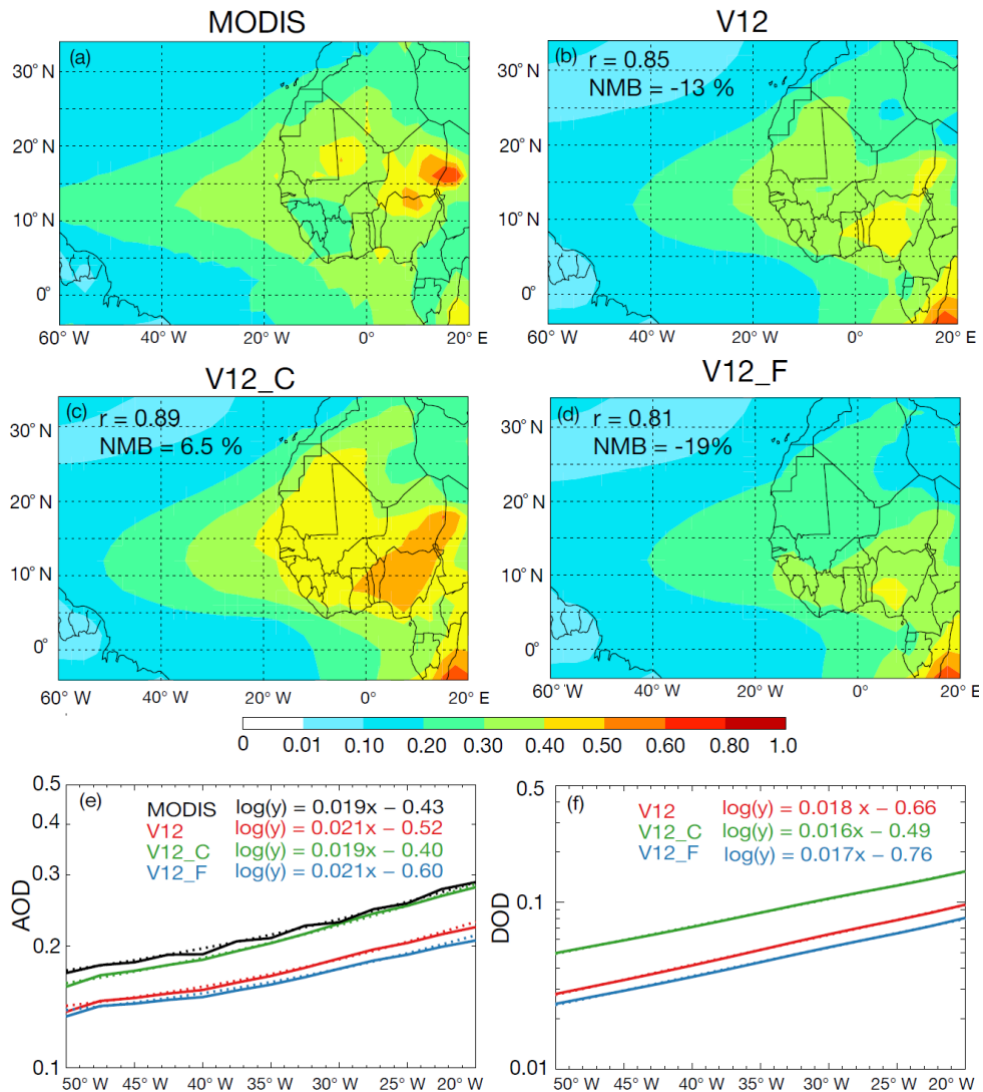 MODIS
V12
(a)
(b) r = 0.85
NMB = -13 %
30° N
20° N
10° N
0°
60° W
40° W
20° W
0°
20° E
30° N
20° N
10° N
0°
60° W
40° W
20° W
0°
20° E
V12_C
V12_F
(c) r = 0.89
NMB = 6.5 %
(d) r = 0.81
NMB = -19%
30° N
20° N
10° N
0°
60° W
40° W
20° W
0°
20° E
30° N
20° N
10° N
0°
60° W
40° W
20° W
0°
20° E
0 0.01 0.10 0.20 0.30 0.40 0.50 0.60 0.80 1.0
(e)
MODIS log(y) = 0.019x − 0.43
V12 log(y) = 0.021x − 0.52
V12_C log(y) = 0.019x − 0.40
V12_F log(y) = 0.021x − 0.60
AOD
0.5
0.4
0.3
0.2
0.1
50° W 45° W 40° W 35° W 30° W 25° W 20° W
(f)
V12 log(y) = 0.018 x − 0.66
V12_C log(y) = 0.016x − 0.49
V12_F log(y) = 0.017x − 0.76
DOD
0.5
0.1
0.01
50° W 45° W 40° W 35° W 30° W 25° W 20° W